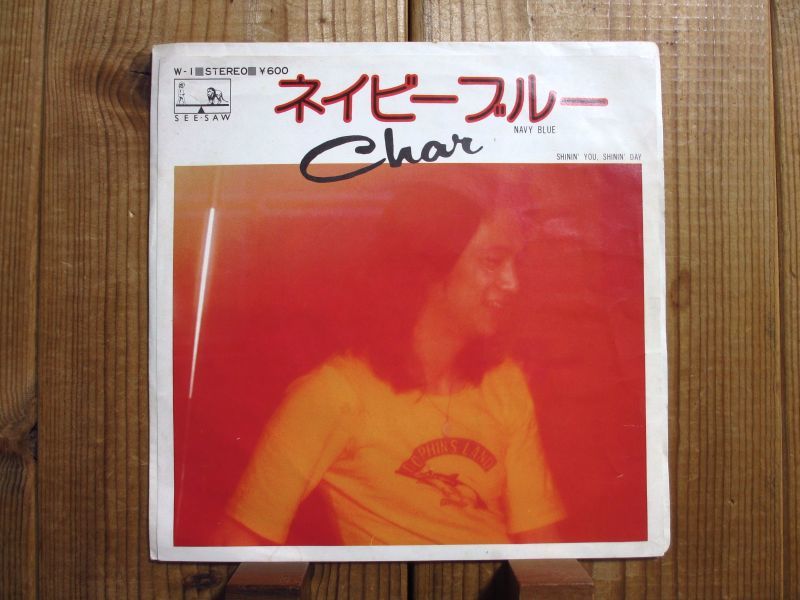 W-1■STEREO■¥600
SEE·SAW
ネイビーブルー
NAVY BLUE
Char
SHININ' YOU, SHININ' DAY
LAND